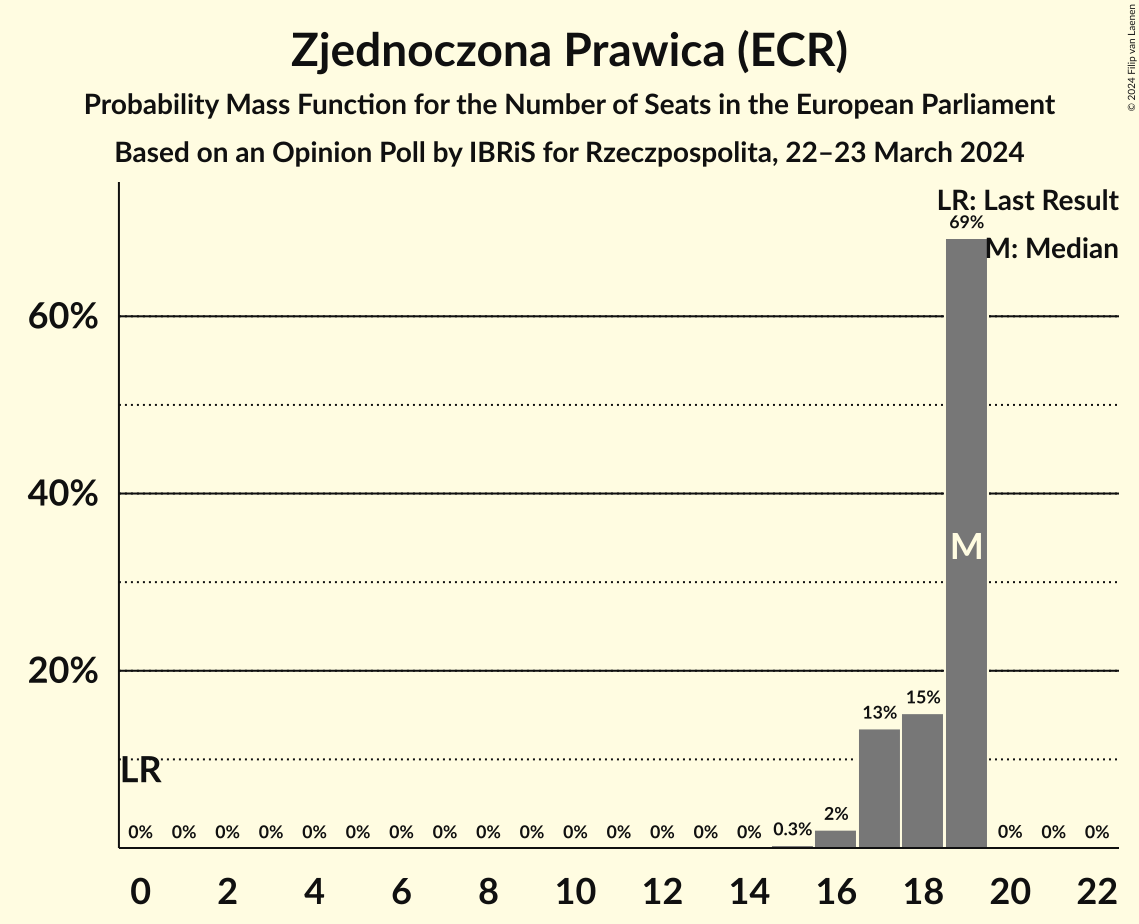 Zjednoczona Prawica (ECR)
Probability Mass Function for the Number of Seats in the European Parliament
Based on an Opinion Poll by IBRiS for Rzeczpospolita, 22–23 March 2024
© 2024 Filip van Laenen
LR: Last Result
69%
M: Median
60%
40%
M
20%
15%
13%
LR
2%
0% 0% 0% 0% 0% 0% 0% 0% 0% 0% 0% 0% 0% 0% 0% 0.3% 0% 0% 0%
0 2 4 6 8 10 12 14 16 18 20 22